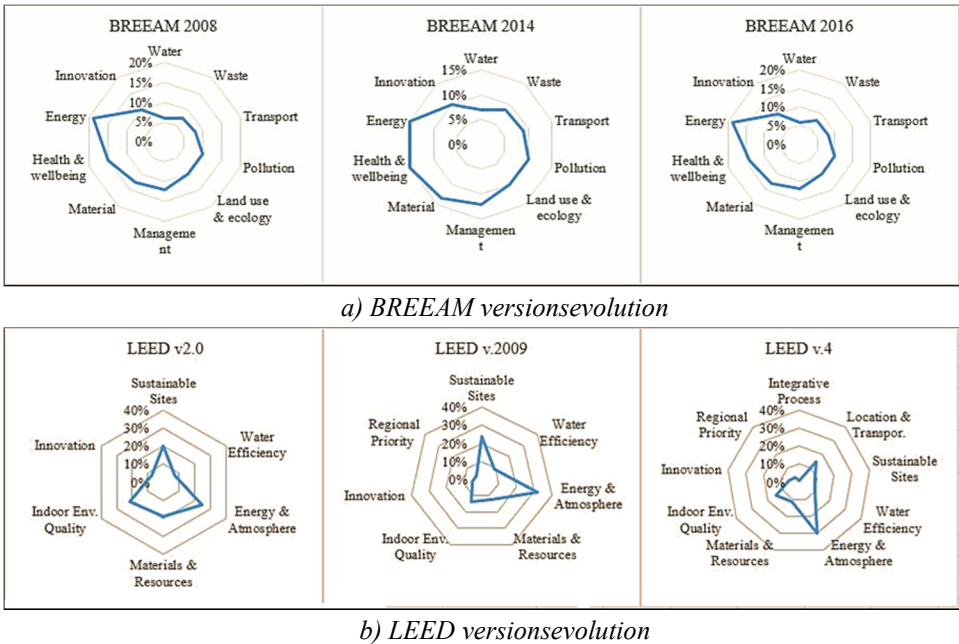 BREEAM 2008
Water
20%
15%
10%
5%
0%
Waste
Transport
Pollution
Land use
& ecology
Manageme
nt
Material
Health &
wellbeing
Energy
Innovation
BREEAM 2014
Water
15%
10%
5%
0%
Waste
Transport
Pollution
Land use &
ecology
Managemen
t
Material
Health &
wellbeing
Energy
Innovation
BREEAM 2016
Water
20%
15%
10%
5%
0%
Waste
Transport
Pollution
Land use &
ecology
Managemen
t
Material
Health &
wellbeing
Energy
Innovation
a) BREEAM versionsevolution
LEED v2.0
Sustainable
Sites
40%
30%
20%
10%
0%
Water
Efficiency
Energy &
Atmosphere
Materials &
Resources
Indoor Env.
Quality
Innovation
LEED v.2009
Sustainable
Sites
40%
30%
20%
10%
0%
Water
Efficiency
Energy &
Atmosphere
Materials &
Resources
Indoor Env.
Quality
Innovation
Regional
Priority
LEED v.4
Integrative
Process
40%
30%
20%
10%
0%
Location &
Transpor.
Sustainable
Sites
Water
Efficiency
Energy &
Atmosphere
Materials &
Resources
Indoor Env.
Quality
Innovation
Regional
Priority
b) LEED versionsevolution